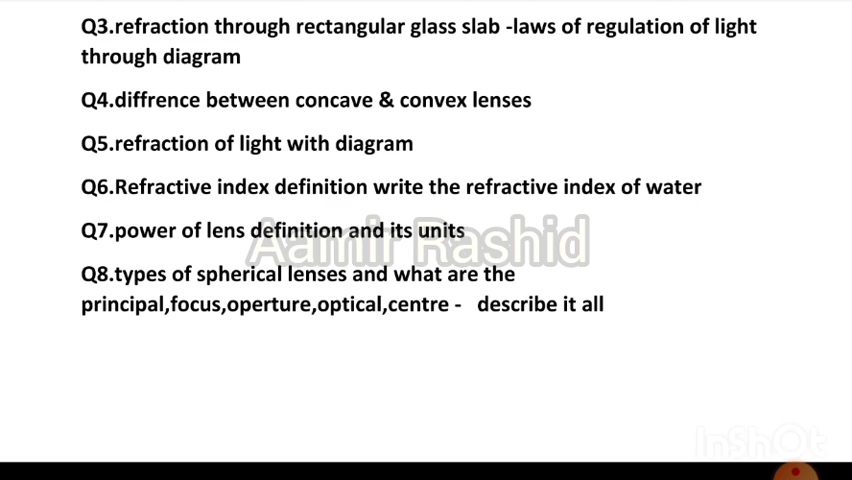 Q3.refraction through rectangular glass slab -laws of regulation of light
through diagram
Q4.diffrence between concave & convex lenses
Q5.refraction of light with diagram
Q6.Refractive index definition write the refractive index of water
Q7.power of lens definition and its units
Aamir Rashid
Q8.types of spherical lenses and what are the
principal,focus,operture,optical,centre - describe it all
InShOt